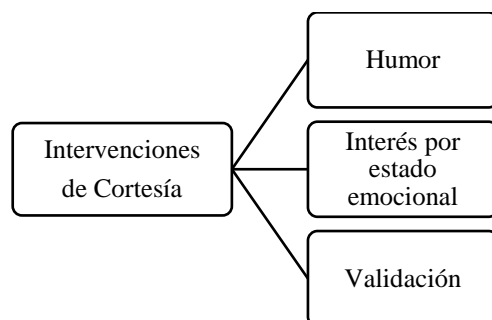 Humor
Intervenciones
de Cortesía
Interés por
estado
emocional
Validación